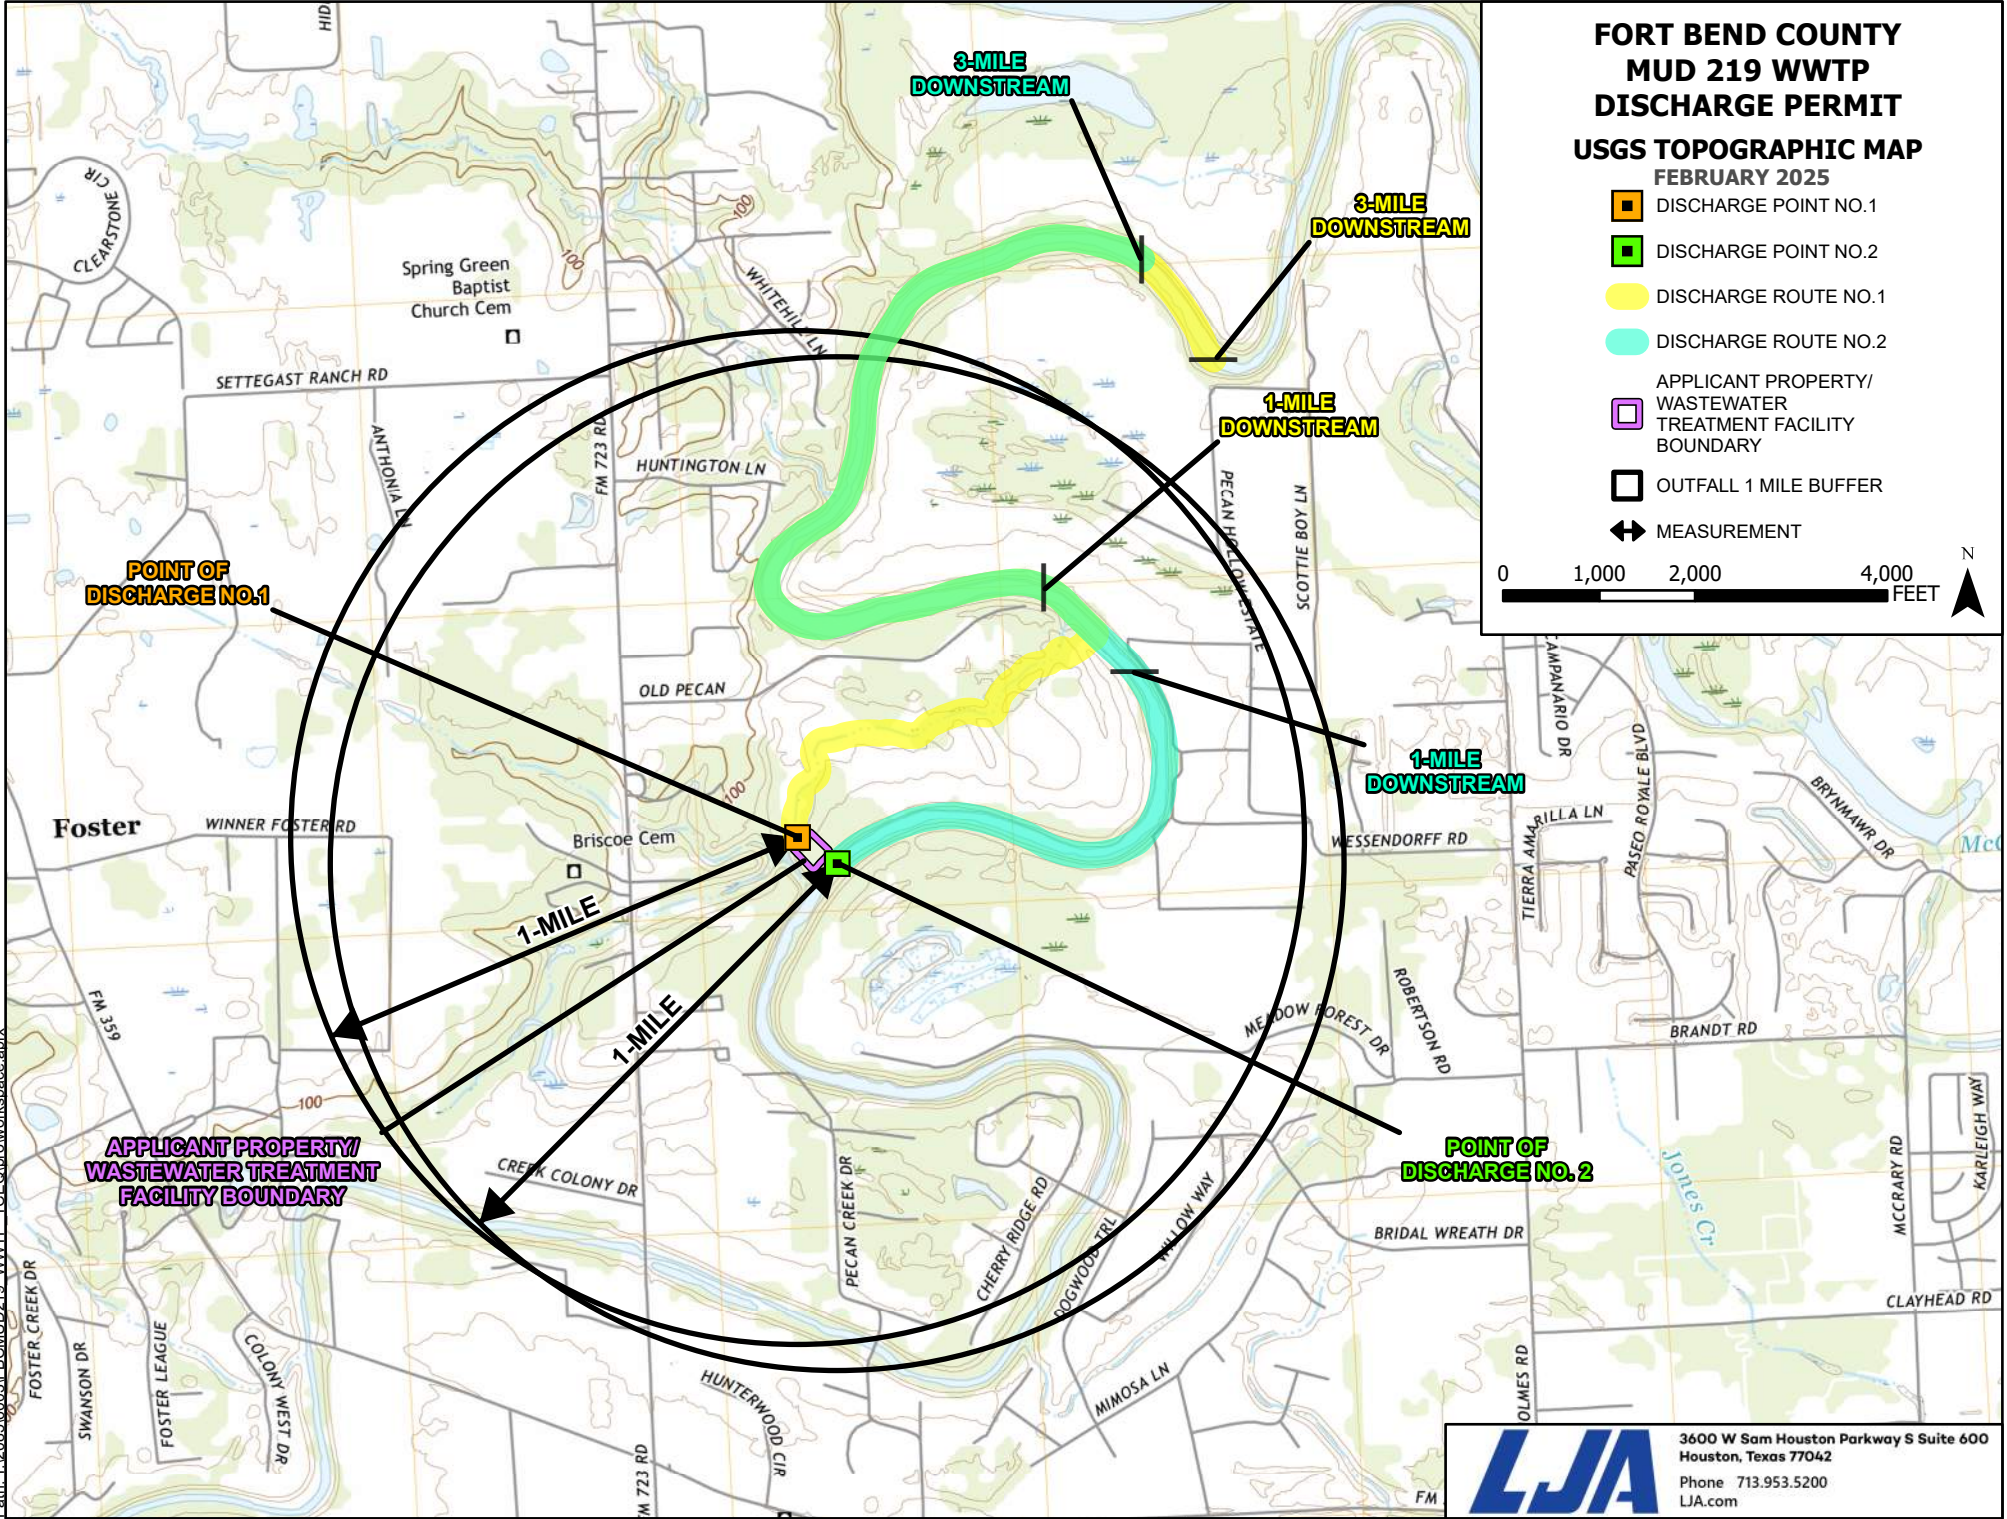 FORT BEND COUNTY
MUD 219 WWTP
DISCHARGE PERMIT
USGS TOPOGRAPHIC MAP
FEBRUARY 2025
DISCHARGE POINT NO.1
DISCHARGE POINT NO.2
DISCHARGE ROUTE NO.1
DISCHARGE ROUTE NO.2
APPLICANT PROPERTY/
WASTEWATER
TREATMENT FACILITY
BOUNDARY
OUTFALL 1 MILE BUFFER
MEASUREMENT
0 1,000 2,000 4,000
FEET
N
3-MILE
DOWNSTREAM
3-MILE
DOWNSTREAM
1-MILE
DOWNSTREAM
1-MILE
DOWNSTREAM
POINT OF
DISCHARGE NO.1
POINT OF
DISCHARGE NO. 2
APPLICANT PROPERTY/
WASTEWATER TREATMENT
FACILITY BOUNDARY
1-MILE
1-MILE
HID
CLEARSTONE CIR
Spring Green
Baptist
Church Cem
100
100
WHITEHILL LN
SETTEGAST RANCH RD
ANTHONIA LN
FM 723 RD
HUNTINGTON LN
PECAN HOLLOW ESTATE
SCOTTIE BOY LN
OLD PECAN
100
Foster
WINNER FOSTER RD
Briscoe Cem
WESSENDORFF RD
CAMPANARIO DR
PASEO ROYALE BLVD
TIERRA AMARILLA LN
BRYNMAWR DR
McC
FM 359
MEADOW FOREST DR
ROBERTSON RD
BRANDT RD
100
CREEK COLONY DR
PECAN CREEK DR
CHERRY RIDGE RD
DOGWOOD TRL
WILLOW WAY
BRIDAL WREATH DR
Jones Cr
MCCRARY RD
KARLEIGH WAY
CLAYHEAD RD
FOSTER CREEK DR
SWANSON DR
FOSTER LEAGUE
COLONY WEST DR
HUNTERWOOD CIR
MIMOSA LN
OLMES RD
FM 723 RD
FM
LJA
3600 W Sam Houston Parkway S Suite 600
Houston, Texas 77042
Phone 713.953.5200
LJA.com